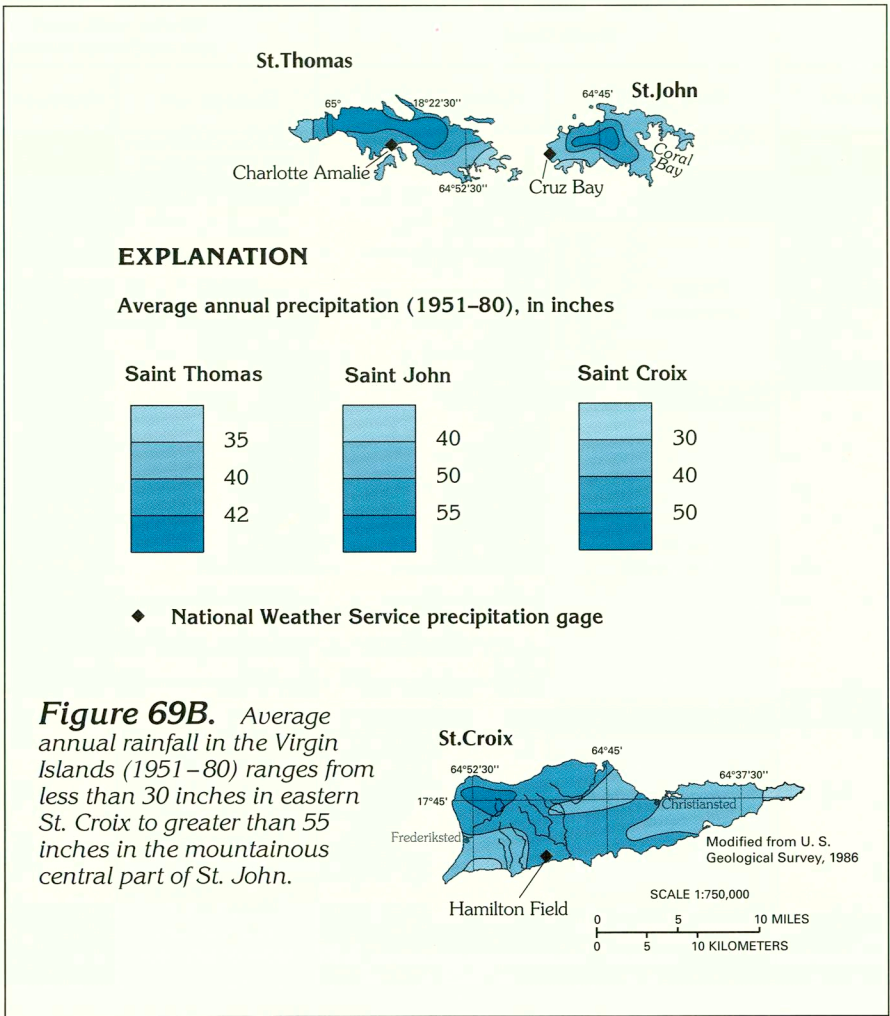 St.Thomas
65°
18°22'30''
Charlotte Amalie
64°52'30''
64°45'
St.John
Coral
Bay
Cruz Bay
EXPLANATION
Average annual precipitation (1951–80), in inches
Saint Thomas
35
40
42
Saint John
40
50
55
Saint Croix
30
40
50
National Weather Service precipitation gage
Figure 69B. Average
annual rainfall in the Virgin
Islands (1951–80) ranges from
less than 30 inches in eastern
St. Croix to greater than 55
inches in the mountainous
central part of St. John.
St.Croix
64°52'30''
64°45'
64°37'30''
17°45'
Christiansted
Frederiksted
Hamilton Field
Modified from U. S.
Geological Survey, 1986
SCALE 1:750,000
0 5 10 MILES
0 5 10 KILOMETERS